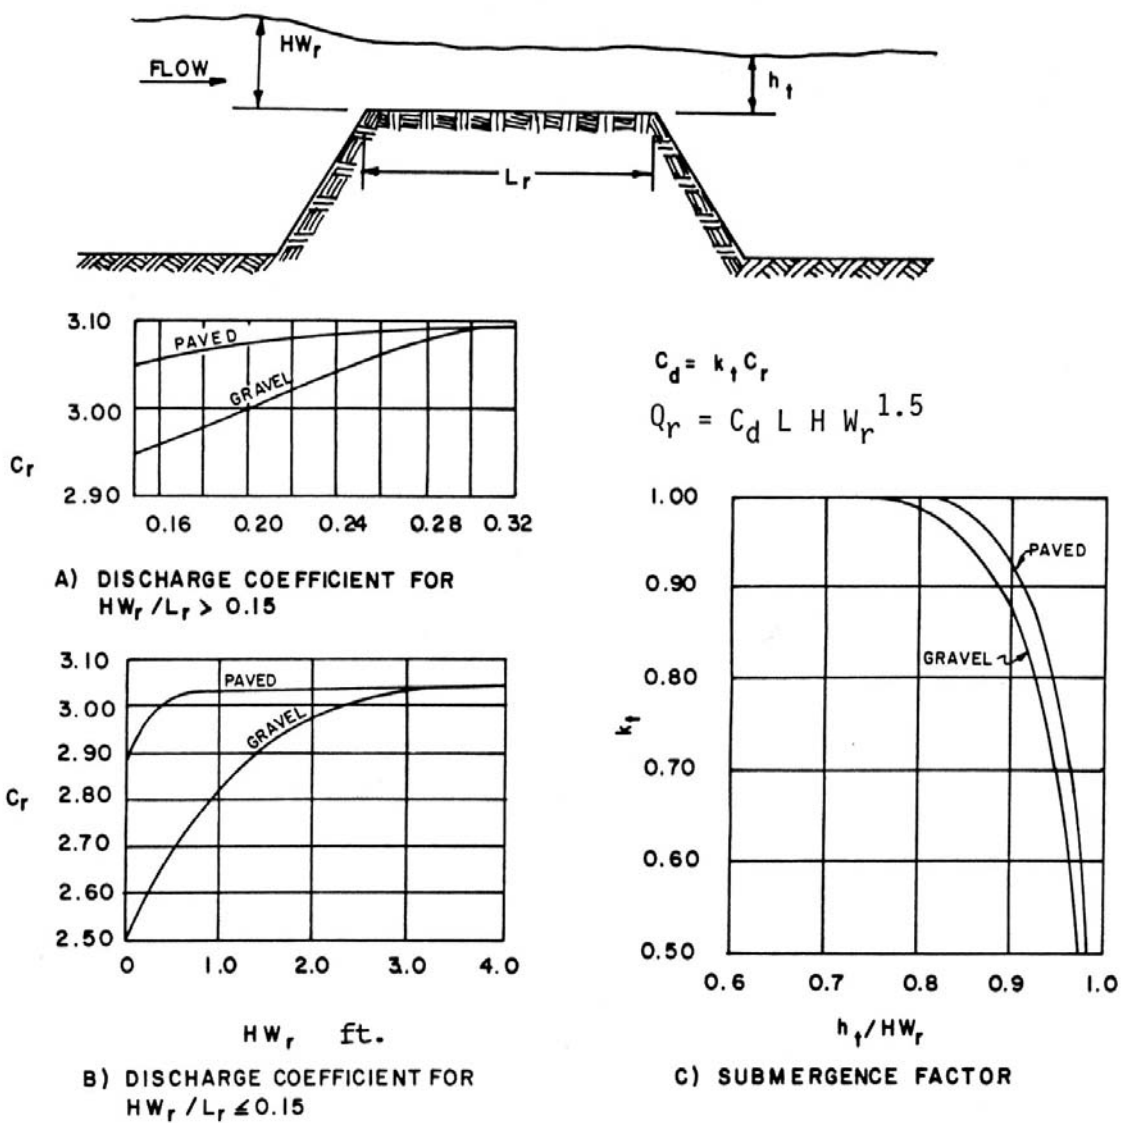 HWr
FLOW
ht
Lr
3.10
3.00
2.90
Cr
PAVED
GRAVEL
0.16 0.20 0.24 0.28 0.32
A) DISCHARGE COEFFICIENT FOR
HWr/Lr > 0.15
Cd = kt Cr
Qr = Cd L H Wr^1.5
3.10
3.00
2.90
2.80
2.70
2.60
2.50
Cr
PAVED
GRAVEL
0 1.0 2.0 3.0 4.0
HWr ft.
B) DISCHARGE COEFFICIENT FOR
HWr/Lr ≤ 0.15
1.00
0.90
0.80
0.70
0.60
0.50
kt
PAVED
GRAVEL
0.6 0.7 0.8 0.9 1.0
ht/HWr
C) SUBMERGENCE FACTOR